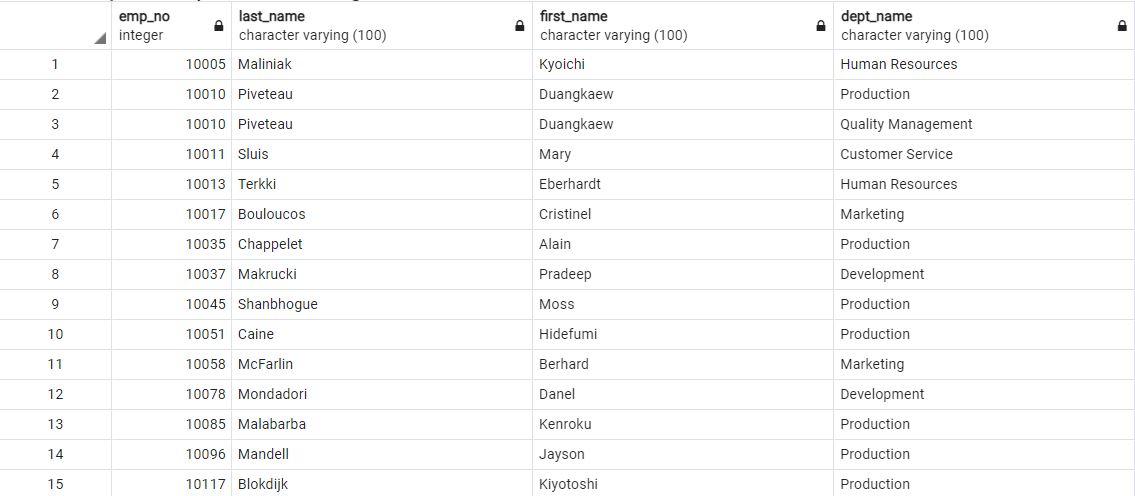 emp_no last_name first_name dept_name
integer character varying (100) character varying (100) character varying (100)
1 10005 Maliniak Kyoichi Human Resources
2 10010 Piveteau Duangkaew Production
3 10010 Piveteau Duangkaew Quality Management
4 10011 Sluis Mary Customer Service
5 10013 Terkki Eberhardt Human Resources
6 10017 Bouloucos Cristinel Marketing
7 10035 Chappelet Alain Production
8 10037 Makrucki Pradeep Development
9 10045 Shanbhogue Moss Production
10 10051 Caine Hidefumi Production
11 10058 McFarlin Berhard Marketing
12 10078 Mondadori Danel Development
13 10085 Malabarba Kenroku Production
14 10096 Mandell Jayson Production
15 10117 Blokdijk Kiyotoshi Production